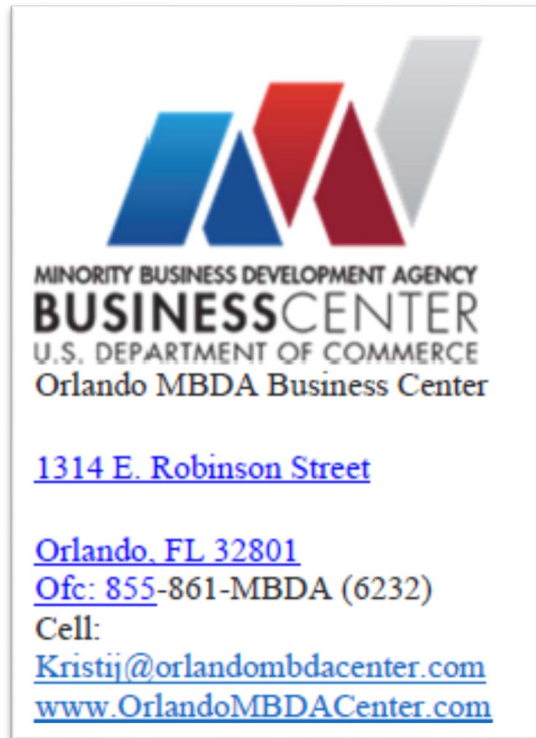 MINORITY BUSINESS DEVELOPMENT AGENCY
BUSINESSCENTER
U.S. DEPARTMENT OF COMMERCE
Orlando MBDA Business Center
1314 E. Robinson Street
Orlando, FL 32801
Ofc: 855-861-MBDA (6232)
Cell:
Kristij@orlandombdacenter.com
www.OrlandoMBDACenter.com